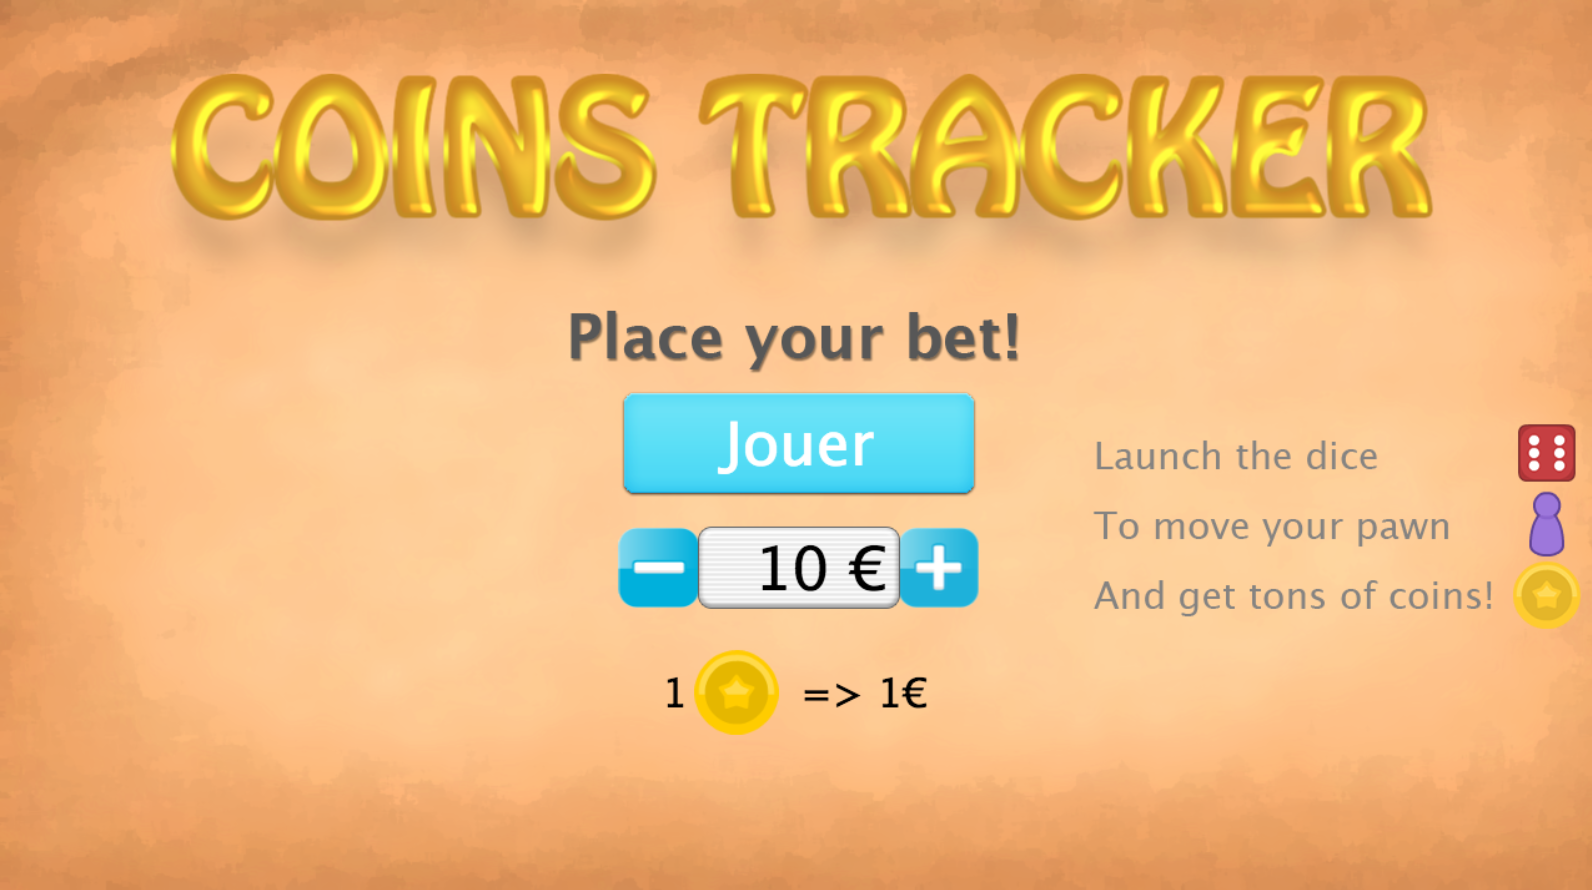 COINS TRACKER
Place your bet!
Jouer
10 €
Launch the dice
To move your pawn
And get tons of coins!
1 => 1€